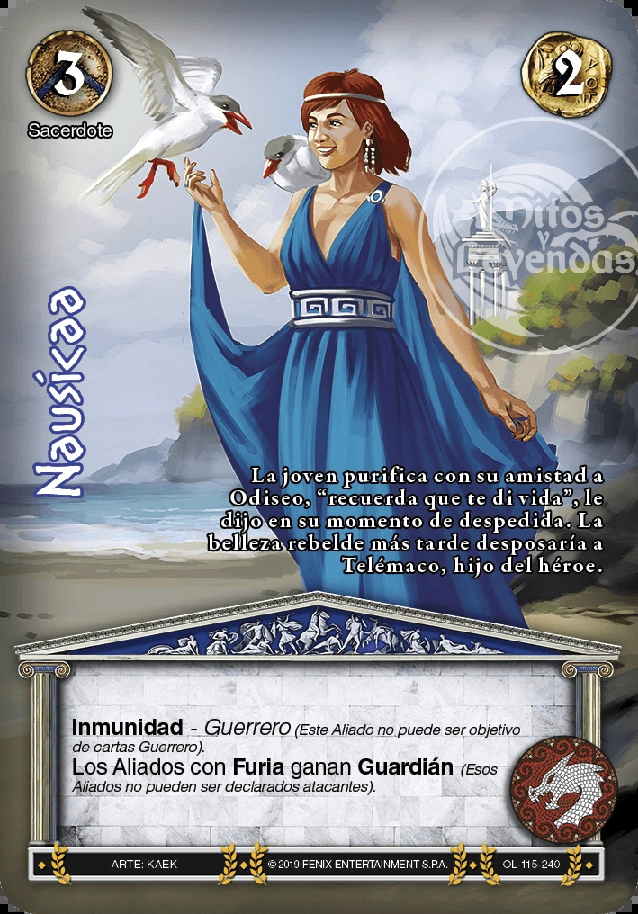 3
2
Sacerdote
Mitos
y
Leyendas
Nausícaa
La joven purifica con su amistad a
Odiseo, “recuerda que te di vida”, le
dijo en su momento de despedida. La
belleza rebelde más tarde desposaría a
Telémaco, hijo del héroe.
Inmunidad - Guerrero (Este Aliado no puede ser objetivo
de cartas Guerrero).
Los Aliados con Furia ganan Guardián (Esos
Aliados no pueden ser declarados atacantes).
ARTE: KAEK
© 2019 FENIX ENTERTAINMENT S.P.A.
OL-115-240